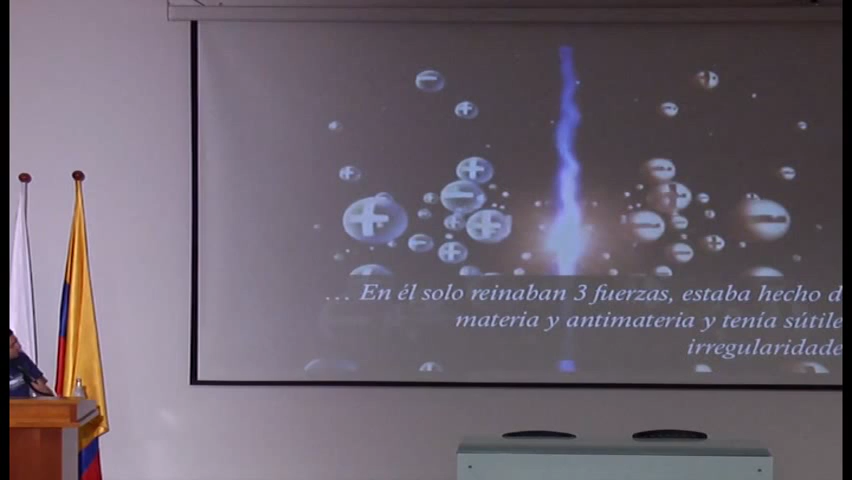 ... En él solo reinaban 3 fuerzas, estaba hecho d
materia y antimateria y tenía sútile
irregularidade